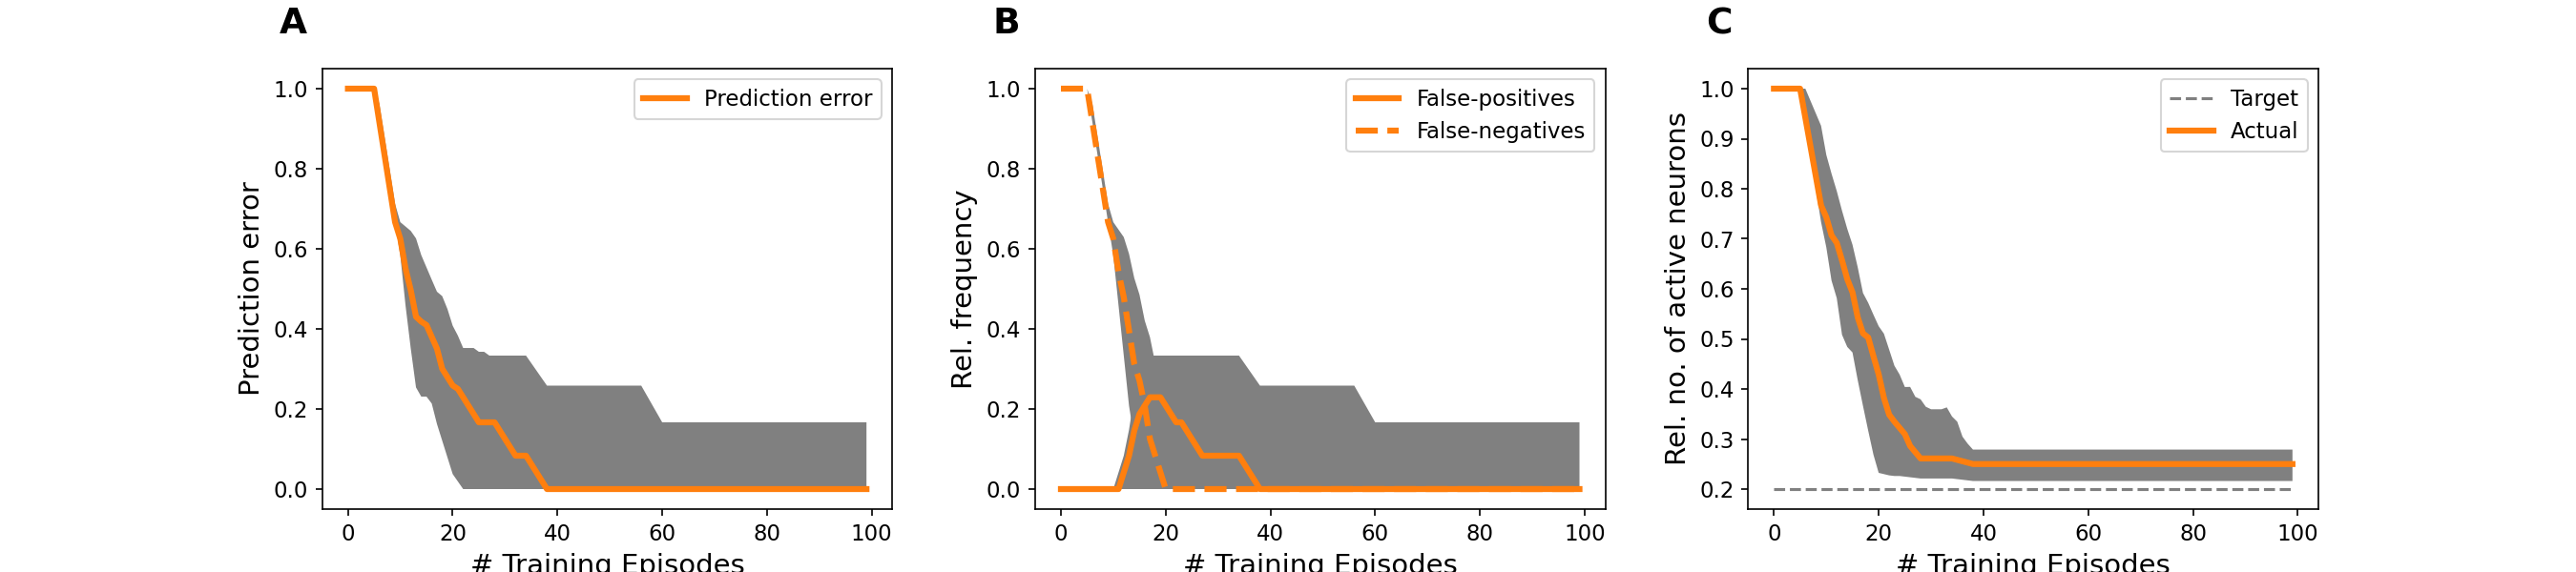 A
Prediction error
1.0
0.8
0.6
0.4
0.2
0.0
Prediction error
0
20
40
60
80
100
# Training Episodes
B
False-positives
False-negatives
1.0
0.8
0.6
0.4
0.2
0.0
Rel. frequency
0
20
40
60
80
100
# Training Episodes
C
Target
Actual
1.0
0.9
0.8
0.7
0.6
0.5
0.4
0.3
0.2
Rel. no. of active neurons
0
20
40
60
80
100
# Training Episodes